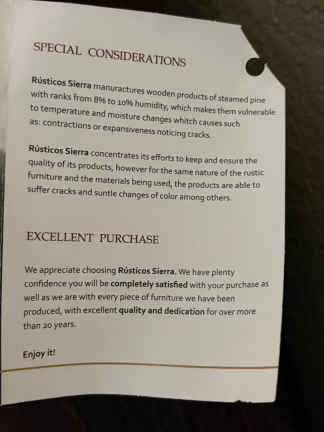 SPECIAL CONSIDERATIONS
Rústicos Sierra manufactures wooden products of steamed pine
with ranks from 8% to 10% humidity, which makes them vulnerable
to temperature and moisture changes whitch causes such
as: contractions or expansiveness noticing cracks.
Rústicos Sierra concentrates its efforts to keep and ensure the
quality of its products, however for the same nature of the rustic
furniture and the materials being used, the products are able to
suffer cracks and suntle changes of color among others.
EXCELLENT PURCHASE
We appreciate choosing Rústicos Sierra. We have plenty
confidence you will be completely satisfied with your purchase as
well as we are with every piece of furniture we have been
produced, with excellent quality and dedication for over more
than 20 years.
Enjoy it!